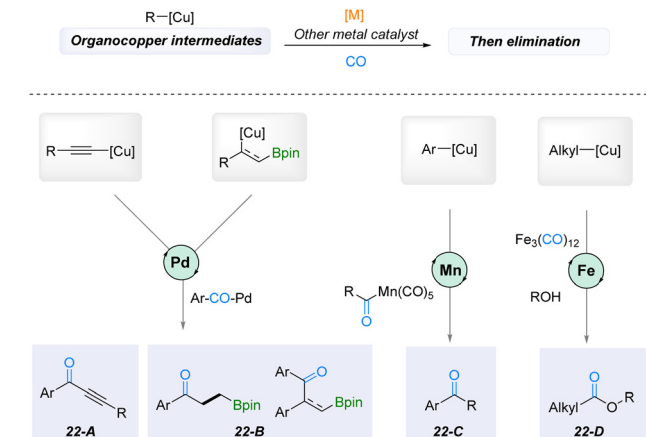 R—[Cu]
Organocopper intermediates
[M]
Other metal catalyst
CO
Then elimination
R [Cu]
[Cu]
R Bpin
Ar—[Cu]
Alkyl—[Cu]
Pd
Ar-CO-Pd
R Mn(CO)5
O
Mn
Fe3(CO)12
ROH
Fe
O
Ar
R
22-A
O
Ar Bpin
Ar O
Ar Bpin
22-B
O
Ar R
22-C
O
Alkyl O R
22-D